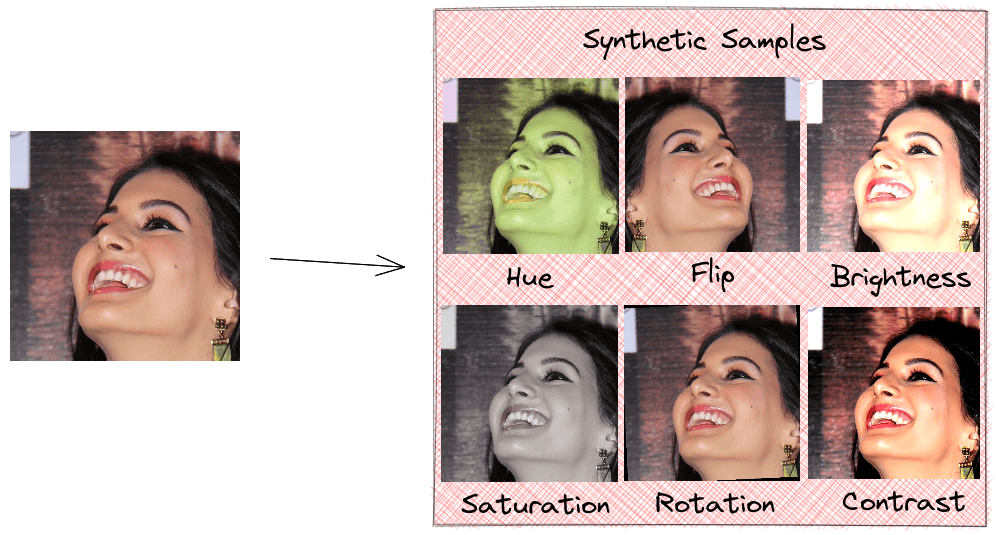 Synthetic Samples
Hue
Flip
Brightness
Saturation
Rotation
Contrast